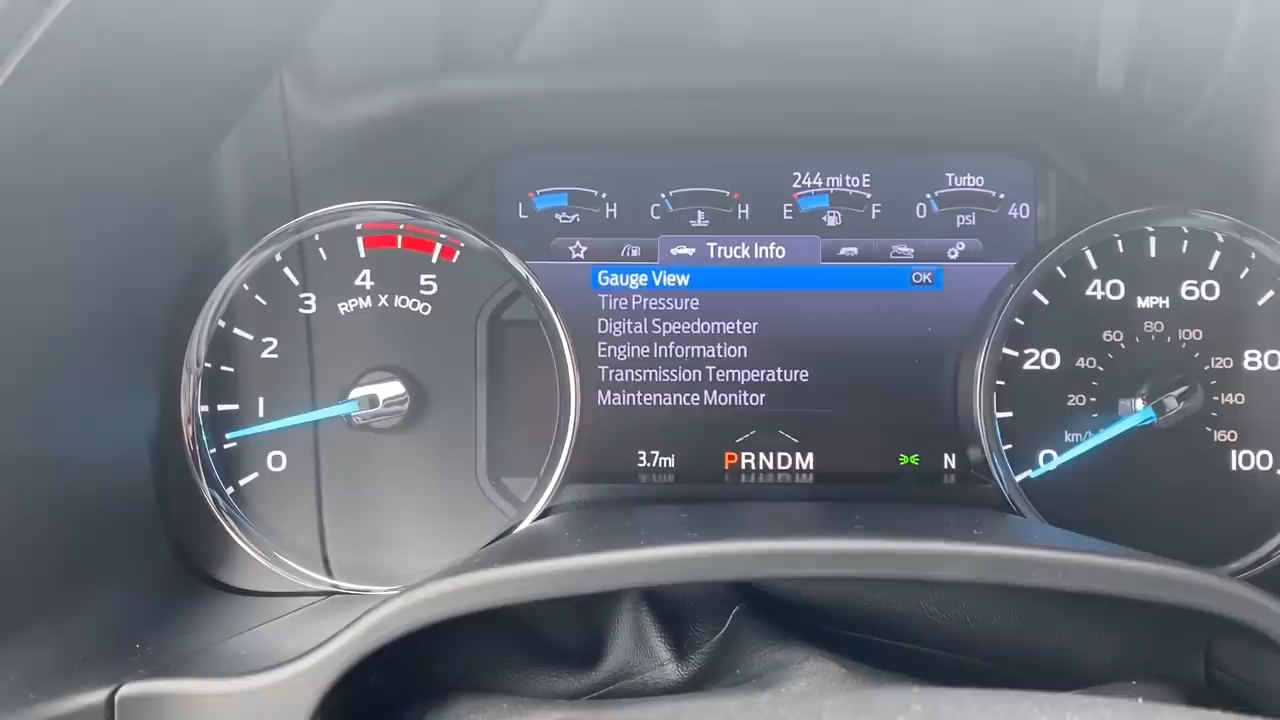 244 mi to E
Turbo
L H
C H
E F
0 psi 40
Truck Info
Gauge View OK
Tire Pressure
Digital Speedometer
Engine Information
Transmission Temperature
Maintenance Monitor
3.7mi
PRNDM
N
0
1
2
3
4
5
RPM X 1000
0
20
40
60
80
100
MPH
km/h
20
40
60
80
100
120
140
160